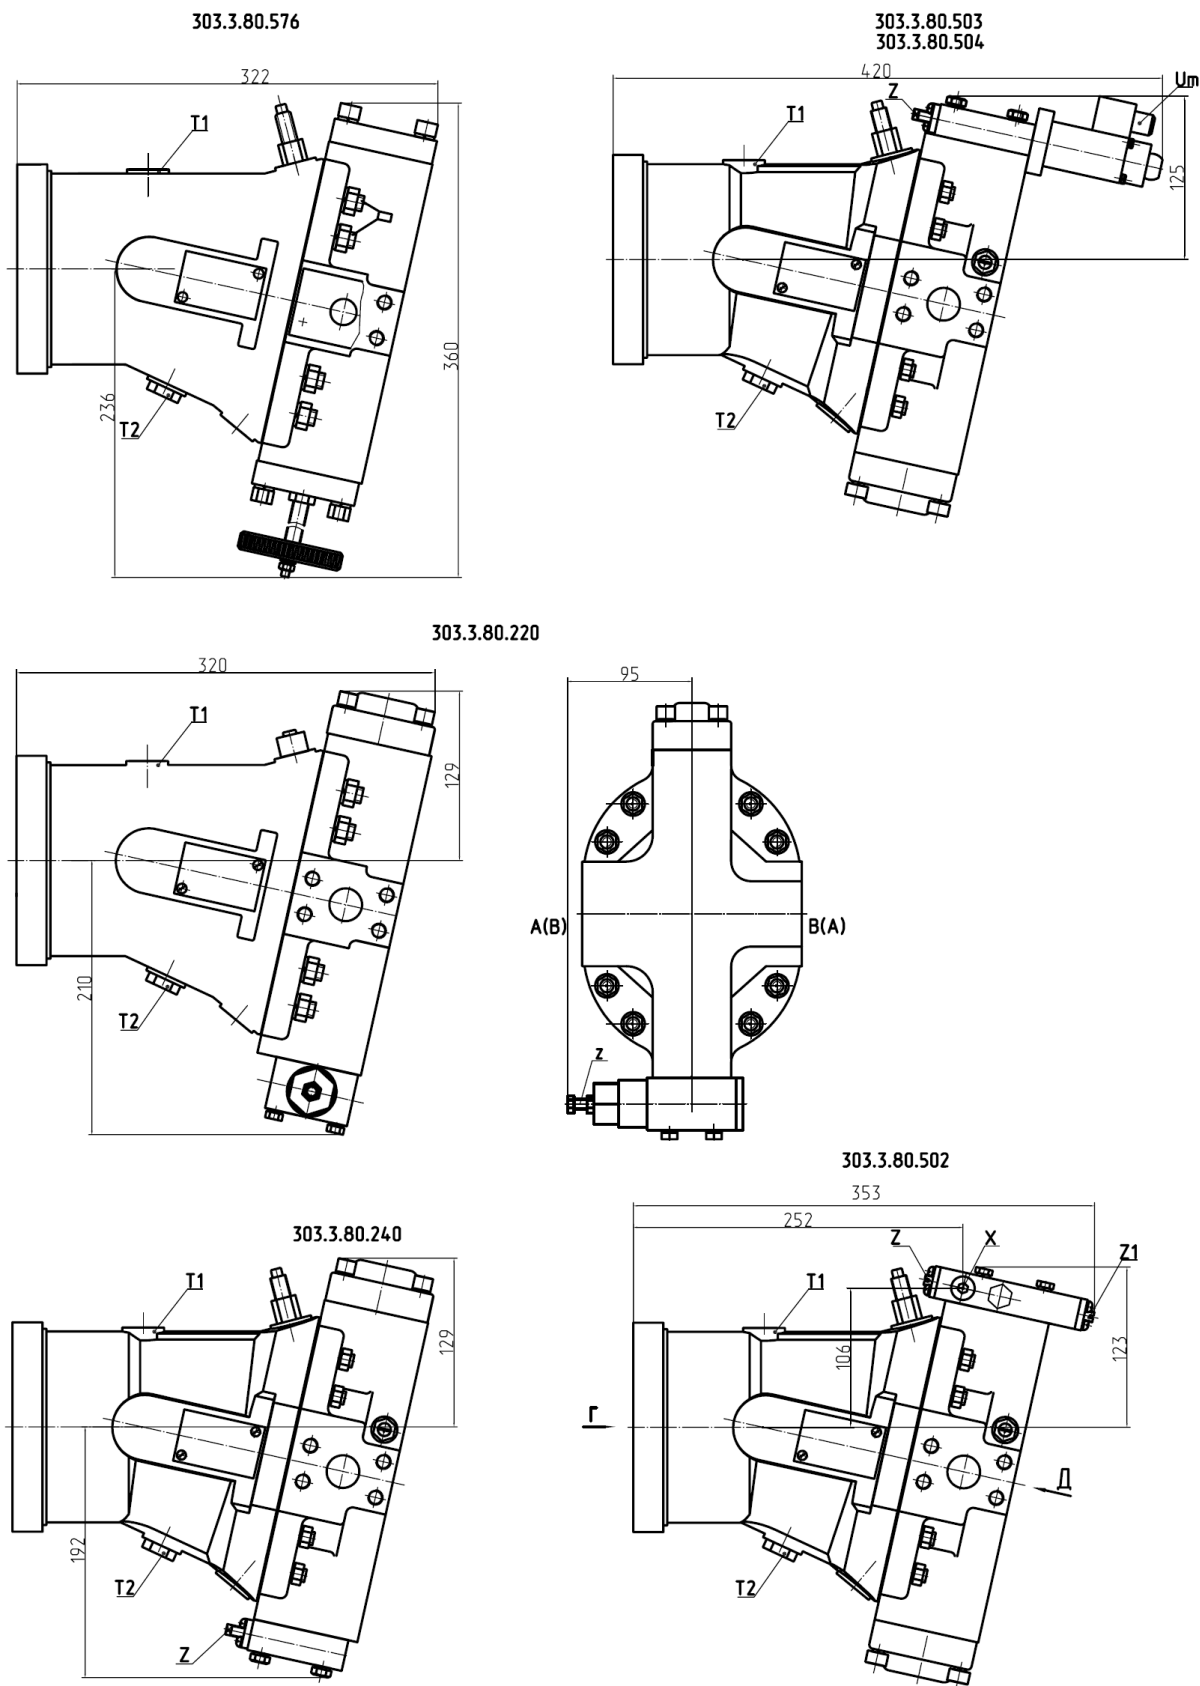 303.3.80.576
322
T1
236
360
T2
303.3.80.503
303.3.80.504
420
Um
Z
T1
125
T2
303.3.80.220
320
T1
129
210
T2
95
A(B)
B(A)
z
303.3.80.240
T1
129
192
T2
Z
303.3.80.502
353
252
Z
X
Z1
T1
106
123
Г
Д
T2